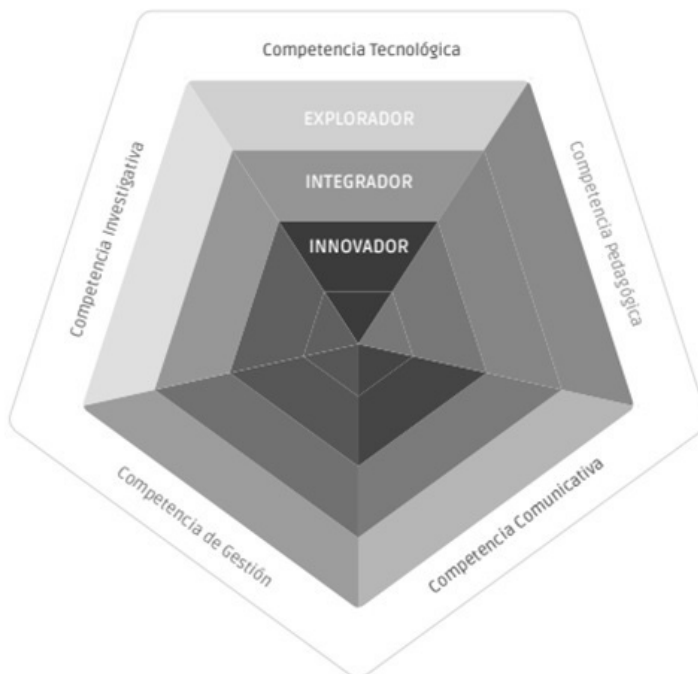 Competencia Tecnológica
EXPLORADOR
INTEGRADOR
INNOVADOR
Competencia Investigativa
Competencia Pedagógica
Competencia de Gestión
Competencia Comunicativa